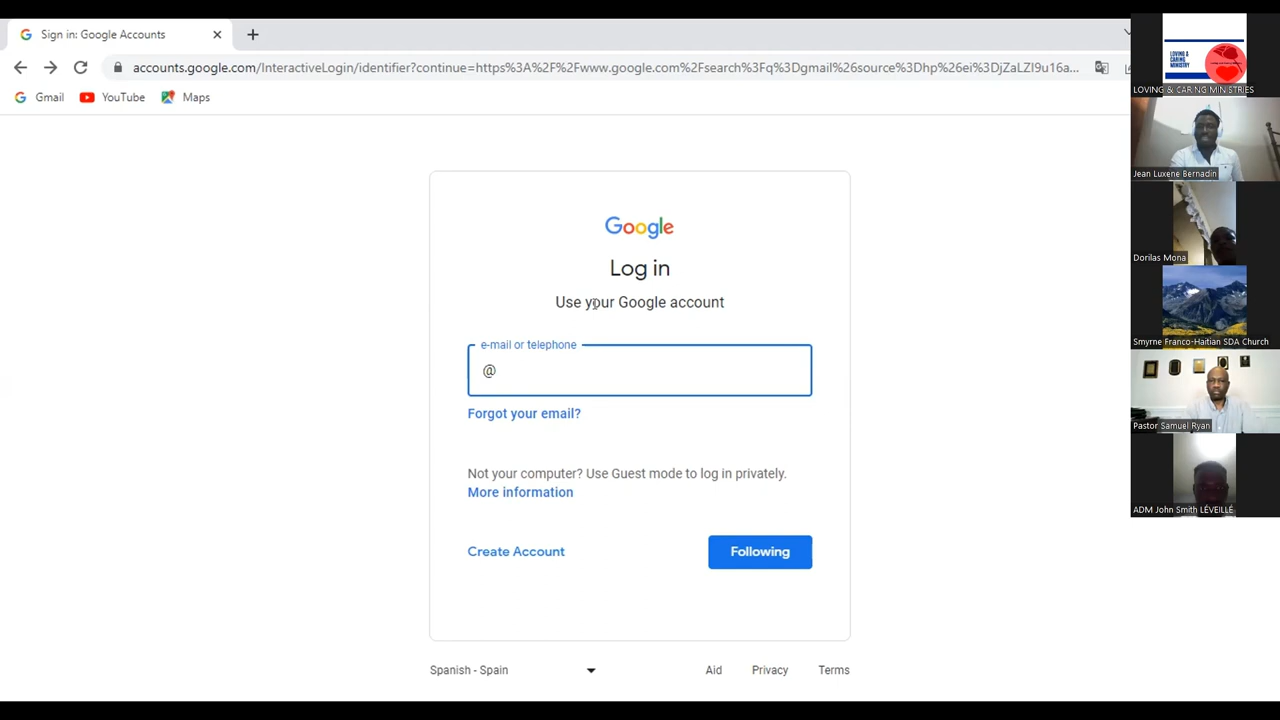 Sign in: Google Accounts
accounts.google.com/InteractiveLogin/identifier?continue=https%3A%2F%2Fwww.google.com%2Fsearch%3Fq%3Dgmail%26source%3Dhp%26ei%3DjZaLZI9u16a...
Gmail
YouTube
Maps
Google
Log in
Use your Google account
e-mail or telephone
@
Forgot your email?
Not your computer? Use Guest mode to log in privately.
More information
Create Account
Following
Spanish - Spain
Aid
Privacy
Terms
LOVING &
CARING
MINISTRY
LOVING & CARING MINISTRIES
Jean Luxene Bernadin
Dorilas Mona
Smyrne Franco-Haitian SDA Church
Pastor Samuel Ryan
ADM John Smith LÉVEILLÉ